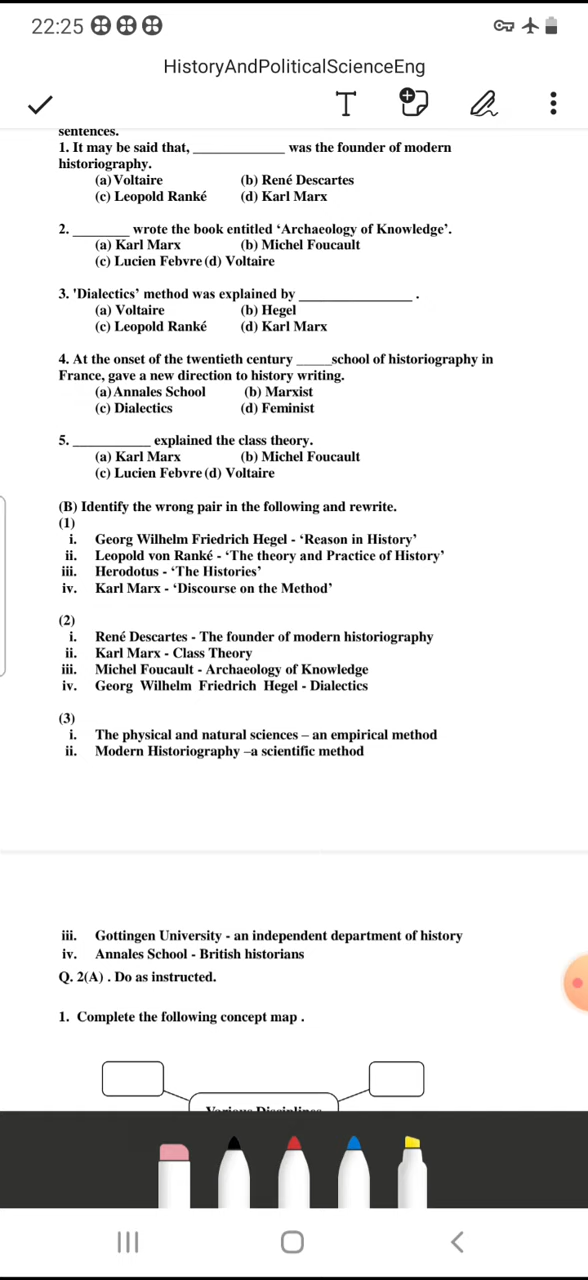 22:25
HistoryAndPoliticalScienceEng
T
sentences.
1. It may be said that, ____________ was the founder of modern
historiography.
(a) Voltaire (b) René Descartes
(c) Leopold Ranké (d) Karl Marx
2. ________ wrote the book entitled ‘Archaeology of Knowledge’.
(a) Karl Marx (b) Michel Foucault
(c) Lucien Febvre (d) Voltaire
3. 'Dialectics’ method was explained by _______________ .
(a) Voltaire (b) Hegel
(c) Leopold Ranké (d) Karl Marx
4. At the onset of the twentieth century _____school of historiography in
France, gave a new direction to history writing.
(a) Annales School (b) Marxist
(c) Dialectics (d) Feminist
5. ___________ explained the class theory.
(a) Karl Marx (b) Michel Foucault
(c) Lucien Febvre (d) Voltaire
(B) Identify the wrong pair in the following and rewrite.
(1)
i. Georg Wilhelm Friedrich Hegel - ‘Reason in History’
ii. Leopold von Ranké - ‘The theory and Practice of History’
iii. Herodotus - ‘The Histories’
iv. Karl Marx - ‘Discourse on the Method’
(2)
i. René Descartes - The founder of modern historiography
ii. Karl Marx - Class Theory
iii. Michel Foucault - Archaeology of Knowledge
iv. Georg Wilhelm Friedrich Hegel - Dialectics
(3)
i. The physical and natural sciences – an empirical method
ii. Modern Historiography –a scientific method
iii. Gottingen University - an independent department of history
iv. Annales School - British historians
Q. 2(A) . Do as instructed.
1. Complete the following concept map .
Various Disciplines